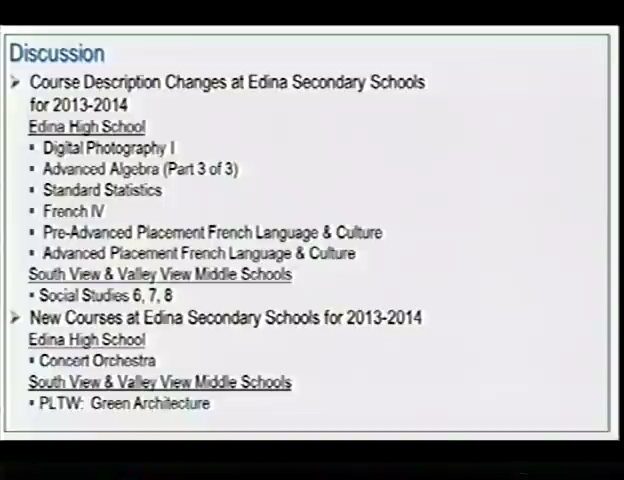 Discussion
➢ Course Description Changes at Edina Secondary Schools
for 2013-2014
Edina High School
▪ Digital Photography I
▪ Advanced Algebra (Part 3 of 3)
▪ Standard Statistics
▪ French IV
▪ Pre-Advanced Placement French Language & Culture
▪ Advanced Placement French Language & Culture
South View & Valley View Middle Schools
▪ Social Studies 6, 7, 8
➢ New Courses at Edina Secondary Schools for 2013-2014
Edina High School
▪ Concert Orchestra
South View & Valley View Middle Schools
▪ PLTW: Green Architecture